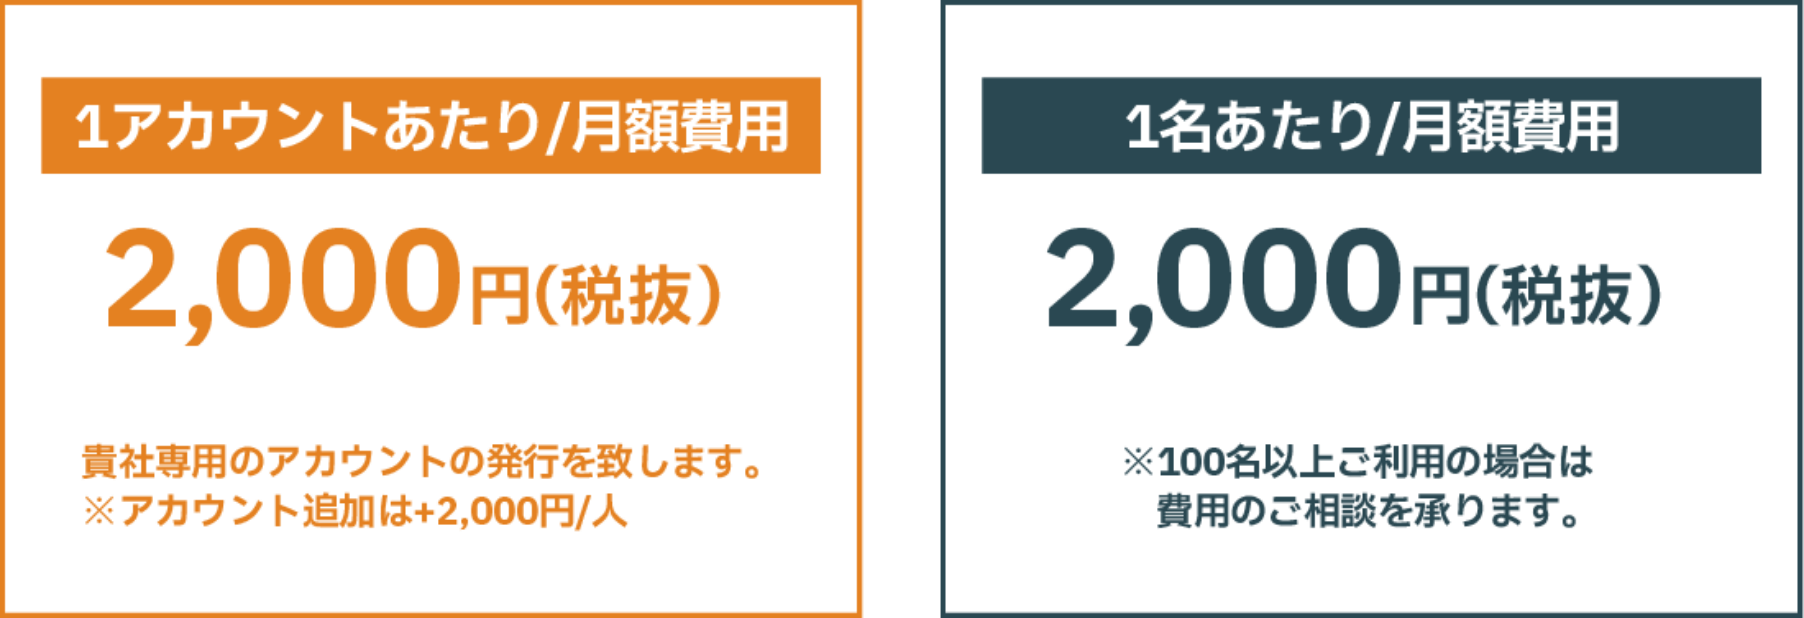 1アカウントあたり/月額費用
2,000円(税抜)
貴社専用のアカウントの発行を致します。
※アカウント追加は+2,000円/人
1名あたり/月額費用
2,000円(税抜)
※100名以上ご利用の場合は
費用のご相談を承ります。